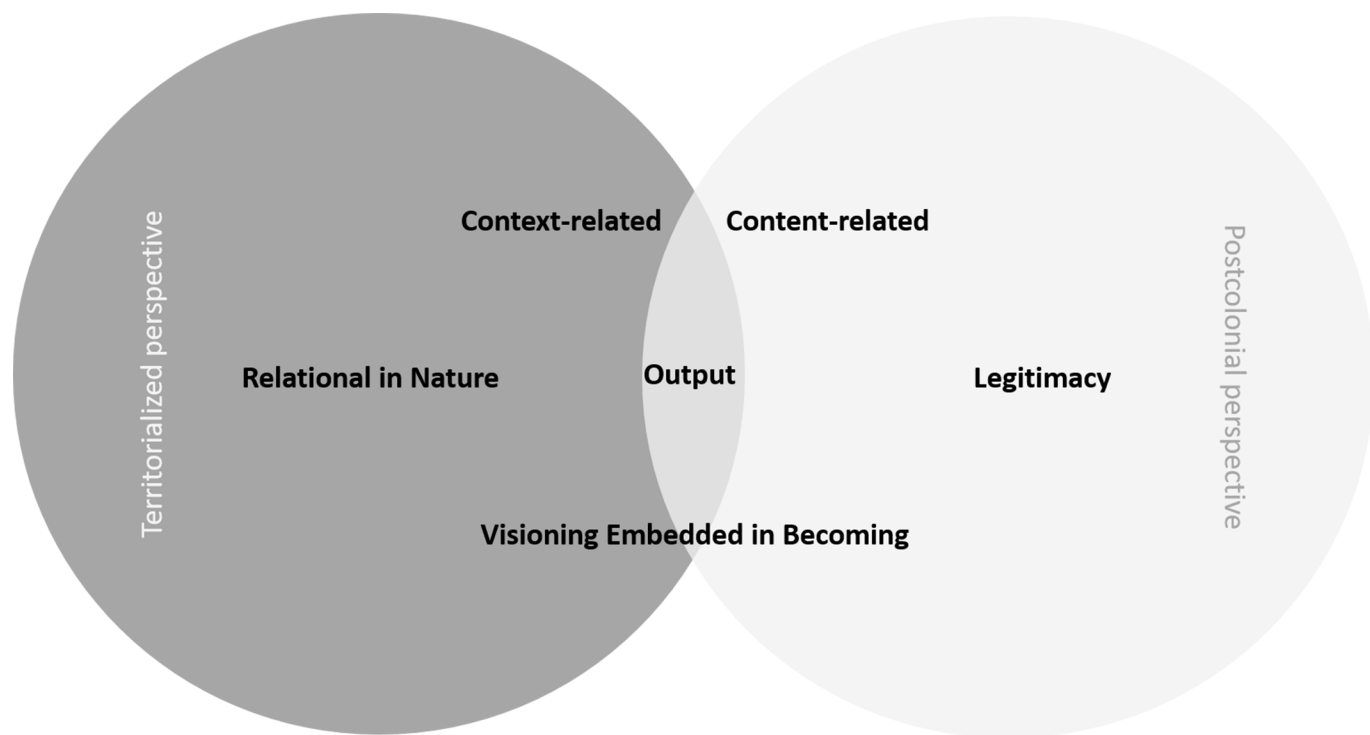 Territorialized perspective
Context-related
Content-related
Relational in Nature
Output
Legitimacy
Visioning Embedded in Becoming
Postcolonial perspective